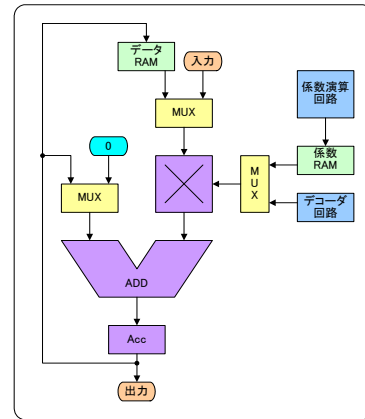 データ
RAM
入力
係数演算
回路
MUX
0
係数
RAM
MUX
M
U
X
デコーダ
回路
ADD
Acc
出力